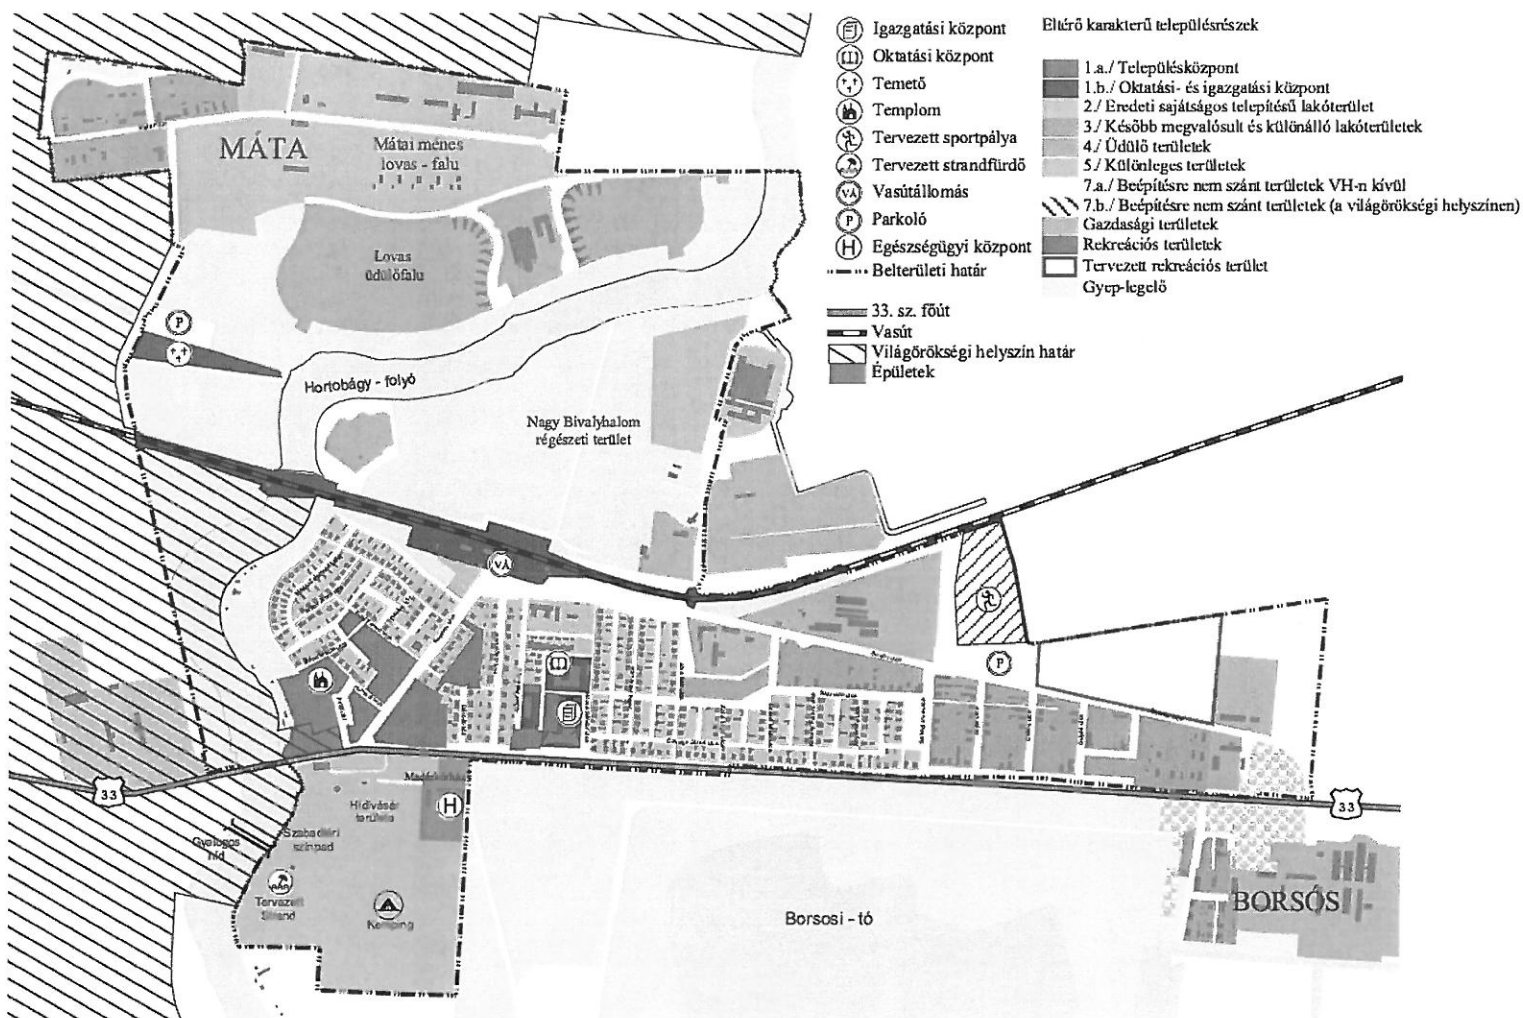 Igazgatási központ
Oktatási központ
Temető
Templom
Tervezett sportpálya
Tervezett strandfürdő
VÁ
Vasútállomás
P
Parkoló
H
Egészségügyi központ
Belterületi határ
33. sz. főút
Vasút
Világörökségi helyszín határ
Épületek
Eltérő karakterű településrészek
1.a./ Településközpont
1.b./ Oktatási- és igazgatási központ
2./ Eredeti sajátságos telepítésű lakóterület
3./ Később megvalósult és különálló lakóterületek
4./ Üdülő területek
5./ Különleges területek
7.a./ Beépítésre nem szánt területek VH-n kívül
7.b./ Beépítésre nem szánt területek (a világörökségi helyszínen)
Gazdasági területek
Rekreációs területek
Tervezett rekreációs terület
Gyep-legelő
MÁTA
Mátai ménes
lovas - falu
Lovas
üdülőfalu
P
Hortobágy - folyó
Nagy Bivalyhalom
régészeti terület
VÁ
P
33
Madárkórház
H
Hídivásár
területe
Szabadtéri
színpad
Gyalogos
híd
Tervezett
Strand
Kemping
Borsosi - tó
33
BORSÓS